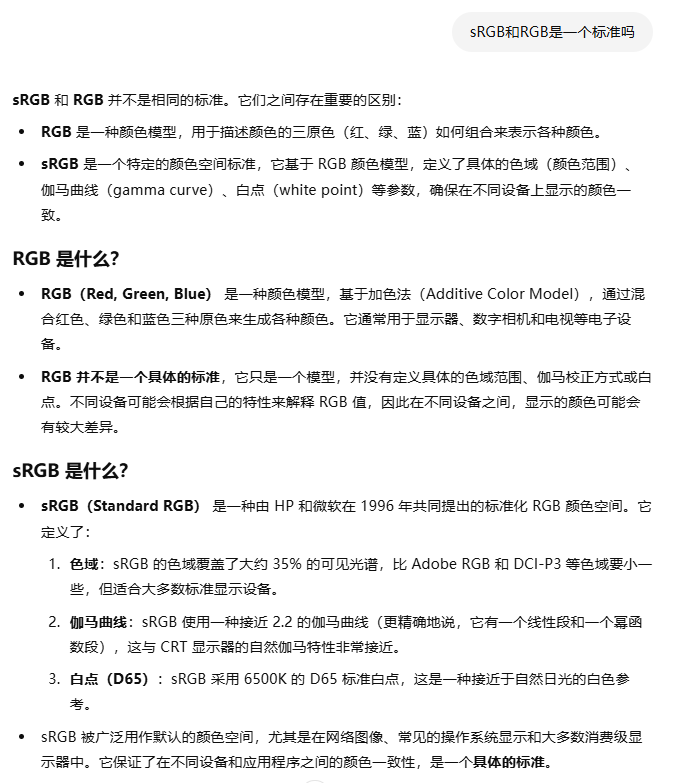 sRGB和RGB是一个标准吗
sRGB 和 RGB 并不是相同的标准。它们之间存在重要的区别：
• RGB 是一种颜色模型，用于描述颜色的三原色（红、绿、蓝）如何组合来表示各种颜色。
• sRGB 是一个特定的颜色空间标准，它基于 RGB 颜色模型，定义了具体的色域（颜色范围）、
伽马曲线（gamma curve）、白点（white point）等参数，确保在不同设备上显示的颜色一
致。
RGB 是什么？
• RGB（Red, Green, Blue） 是一种颜色模型，基于加色法（Additive Color Model），通过混
合红色、绿色和蓝色三种原色来生成各种颜色。它通常用于显示器、数字相机和电视等电子设
备。
• RGB 并不是一个具体的标准，它只是一个模型，并没有定义具体的色域范围、伽马校正方式或白
点。不同设备可能会根据自己的特性来解释 RGB 值，因此在不同设备之间，显示的颜色可能会
有较大差异。
sRGB 是什么？
• sRGB（Standard RGB） 是一种由 HP 和微软在 1996 年共同提出的标准化 RGB 颜色空间。它
定义了：
1. 色域：sRGB 的色域覆盖了大约 35% 的可见光谱，比 Adobe RGB 和 DCI-P3 等色域要小一
些，但适合大多数标准显示设备。
2. 伽马曲线：sRGB 使用一种接近 2.2 的伽马曲线（更精确地说，它有一个线性段和一个幂函
数段），这与 CRT 显示器的自然伽马特性非常接近。
3. 白点（D65）：sRGB 采用 6500K 的 D65 标准白点，这是一种接近于自然日光的白色参
考。
• sRGB 被广泛用作默认的颜色空间，尤其是在网络图像、常见的操作系统显示和大多数消费级显
示器中。它保证了在不同设备和应用程序之间的颜色一致性，是一个具体的标准。